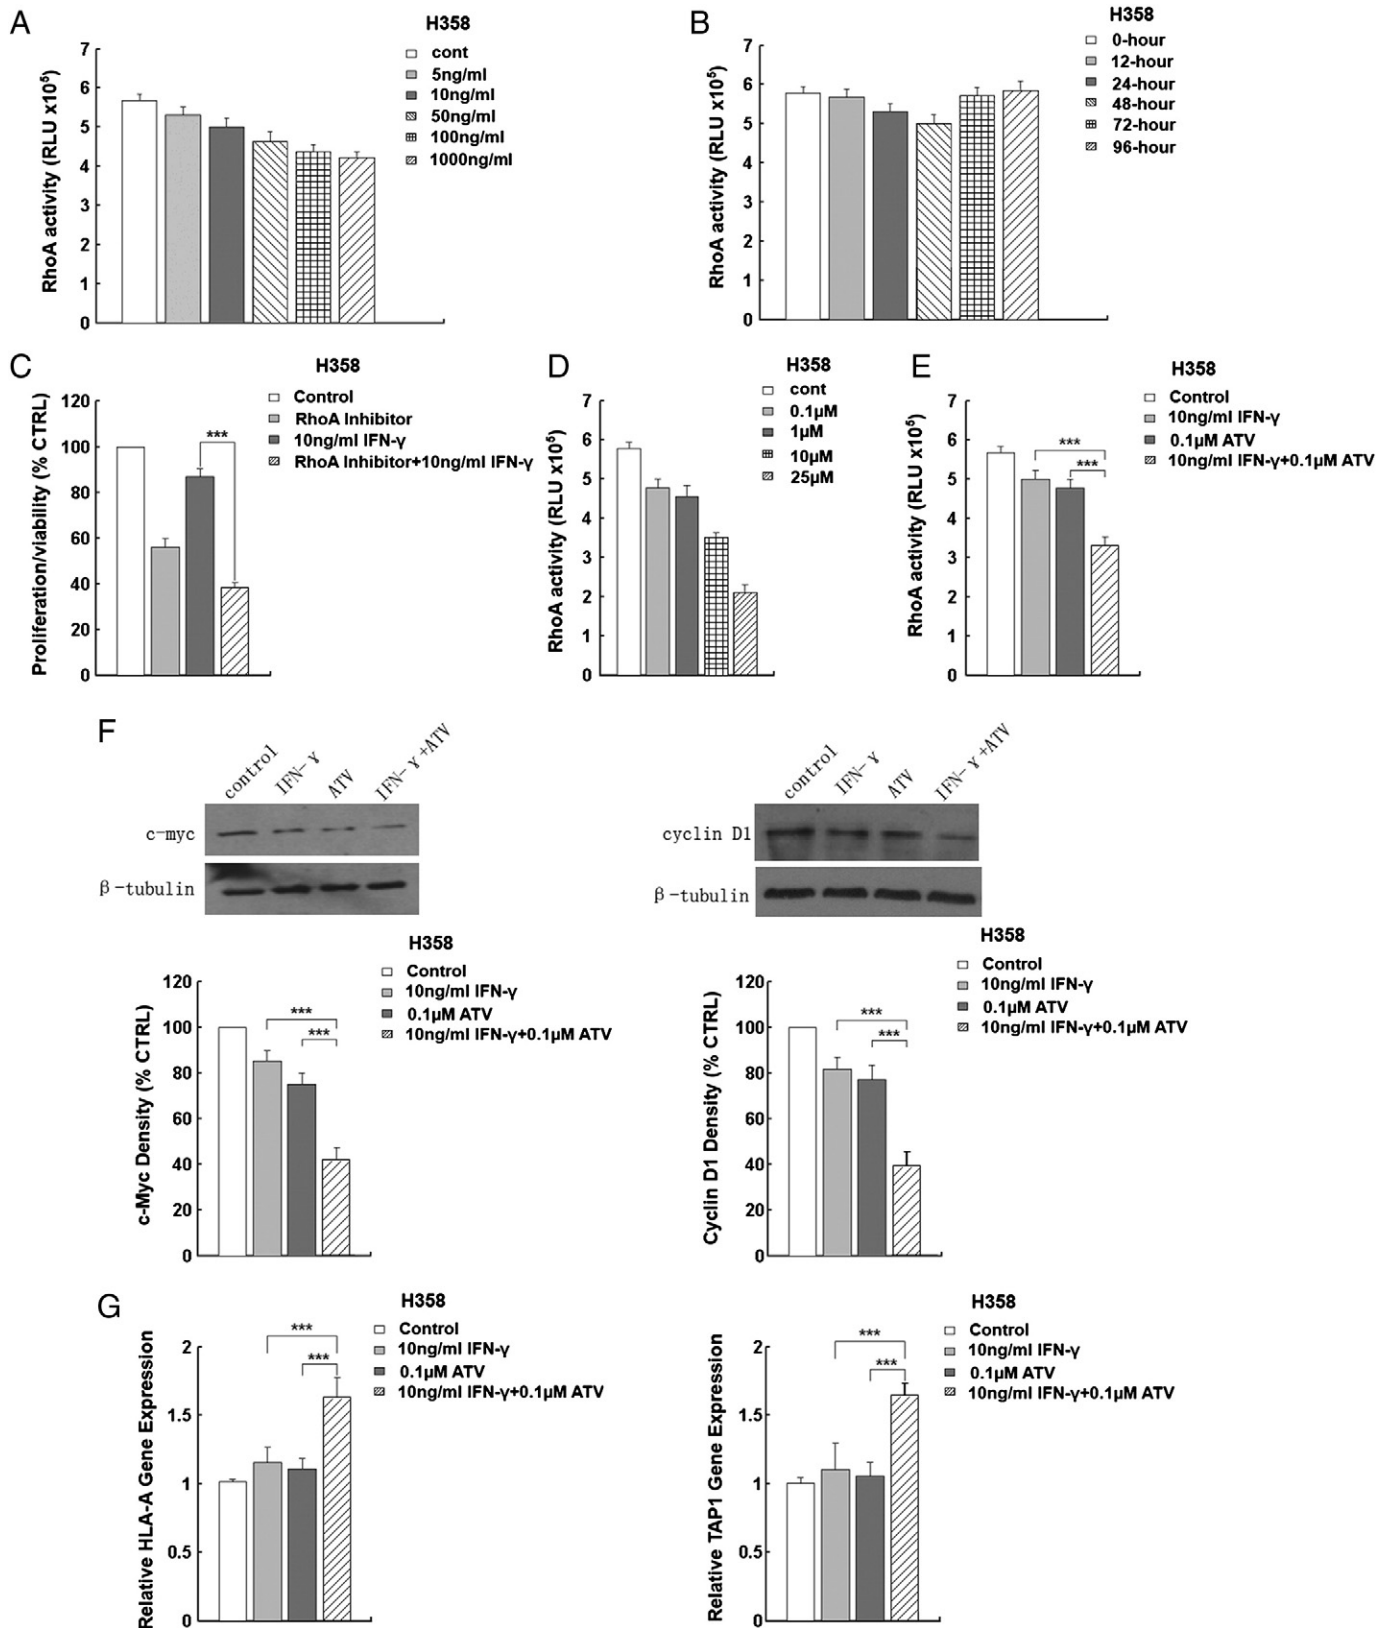 A
H358
cont
5ng/ml
10ng/ml
50ng/ml
100ng/ml
1000ng/ml
RhoA activity (RLU x10⁵)
7
6
5
4
3
2
1
0
B
H358
0-hour
12-hour
24-hour
48-hour
72-hour
96-hour
RhoA activity (RLU x10⁵)
7
6
5
4
3
2
1
0
C
H358
Control
RhoA Inhibitor
10ng/ml IFN-γ
RhoA Inhibitor+10ng/ml IFN-γ
Proliferation/viability (% CTRL)
120
100
80
60
40
20
0
***
D
H358
cont
0.1μM
1μM
10μM
25μM
RhoA activity (RLU x10⁵)
7
6
5
4
3
2
1
0
E
H358
Control
10ng/ml IFN-γ
0.1μM ATV
10ng/ml IFN-γ+0.1μM ATV
RhoA activity (RLU x10⁵)
7
6
5
4
3
2
1
0
***
***
F
control
IFN-γ
ATV
IFN-γ+ATV
c-myc
β-tubulin
control
IFN-γ
ATV
IFN-γ+ATV
cyclin D1
β-tubulin
H358
Control
10ng/ml IFN-γ
0.1μM ATV
10ng/ml IFN-γ+0.1μM ATV
c-Myc Density (% CTRL)
120
100
80
60
40
20
0
***
***
H358
Control
10ng/ml IFN-γ
0.1μM ATV
10ng/ml IFN-γ+0.1μM ATV
Cyclin D1 Density (% CTRL)
120
100
80
60
40
20
0
***
***
G
H358
Control
10ng/ml IFN-γ
0.1μM ATV
10ng/ml IFN-γ+0.1μM ATV
Relative HLA-A Gene Expression
2
1.5
1
0.5
0
***
***
H358
Control
10ng/ml IFN-γ
0.1μM ATV
10ng/ml IFN-γ+0.1μM ATV
Relative TAP1 Gene Expression
2
1.5
1
0.5
0
***
***